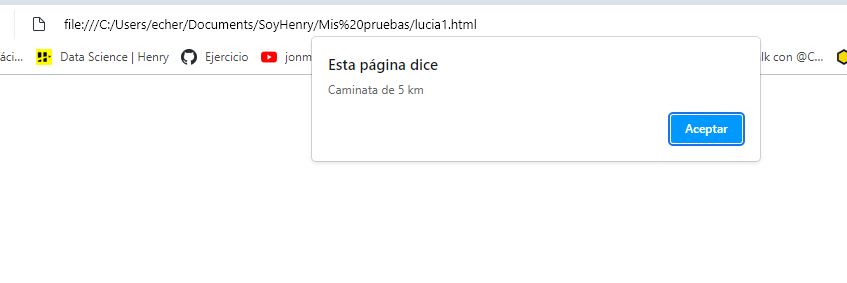 file:///C:/Users/echer/Documents/SoyHenry/Mis%20pruebas/lucia1.html
áci... Data Science | Henry Ejercicio jonm lk con @C...
Esta página dice
Caminata de 5 km
Aceptar